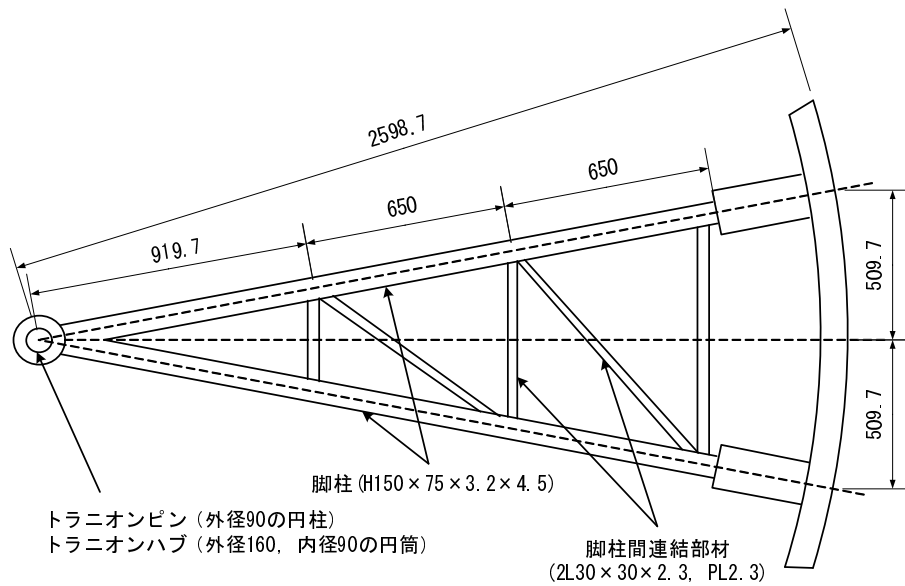 2598.7
650
650
919.7
509.7
509.7
脚柱(H150×75×3.2×4.5)
トラニオンピン(外径90の円柱)
トラニオンハブ(外径160, 内径90の円筒)
脚柱間連結部材
(2L30×30×2.3, PL2.3)